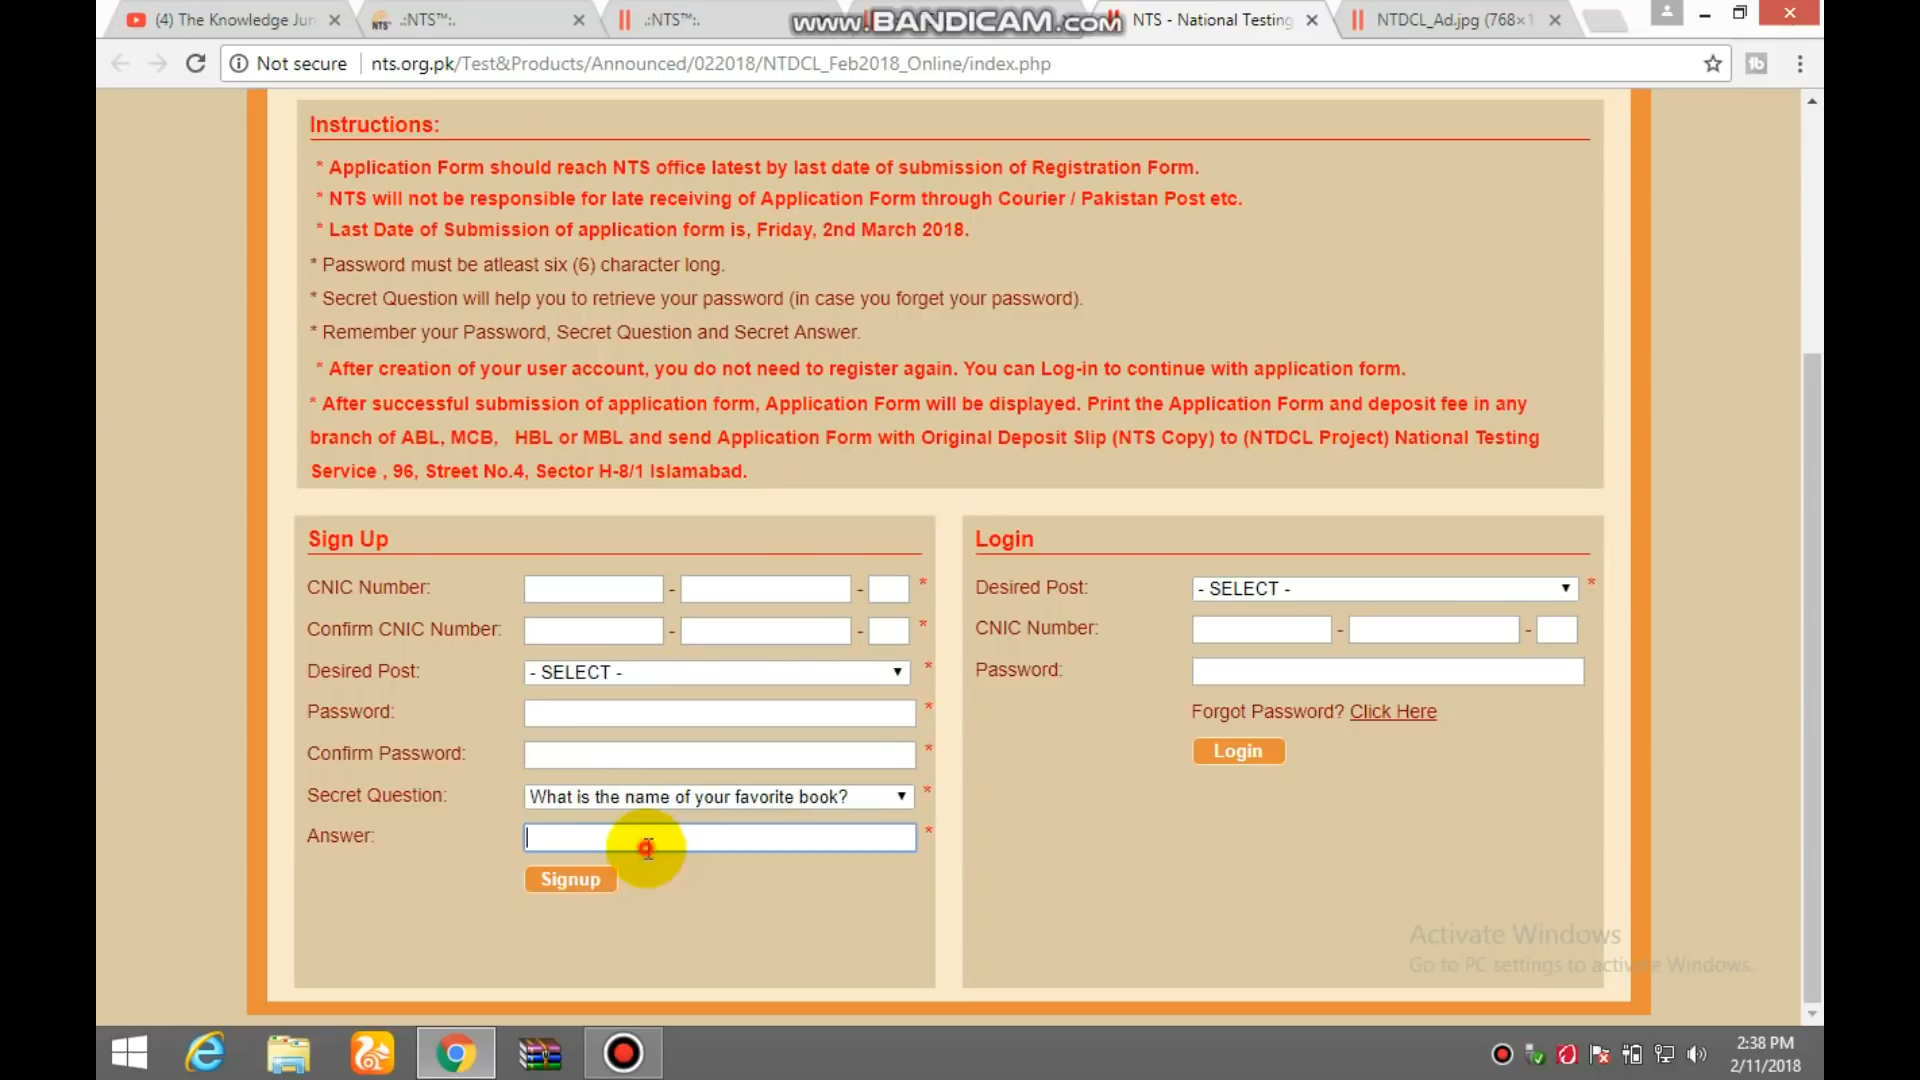 (4) The Knowledge Jun
.:NTS™:.
.:NTS™:.
www.BANDICAM.com
NTS - National Testing
NTDCL_Ad.jpg (768×1
Not secure
nts.org.pk/Test&Products/Announced/022018/NTDCL_Feb2018_Online/index.php
Instructions:
* Application Form should reach NTS office latest by last date of submission of Registration Form.
* NTS will not be responsible for late receiving of Application Form through Courier / Pakistan Post etc.
* Last Date of Submission of application form is, Friday, 2nd March 2018.
* Password must be atleast six (6) character long.
* Secret Question will help you to retrieve your password (in case you forget your password).
* Remember your Password, Secret Question and Secret Answer.
* After creation of your user account, you do not need to register again. You can Log-in to continue with application form.
* After successful submission of application form, Application Form will be displayed. Print the Application Form and deposit fee in any
branch of ABL, MCB, HBL or MBL and send Application Form with Original Deposit Slip (NTS Copy) to (NTDCL Project) National Testing
Service , 96, Street No.4, Sector H-8/1 Islamabad.
Sign Up
CNIC Number: - - *
Confirm CNIC Number: - - *
Desired Post: - SELECT - *
Password: *
Confirm Password: *
Secret Question: What is the name of your favorite book? *
Answer: *
Signup
Login
Desired Post: - SELECT - *
CNIC Number: - -
Password:
Forgot Password? Click Here
Login
Activate Windows
Go to PC settings to activate Windows.
2:38 PM
2/11/2018